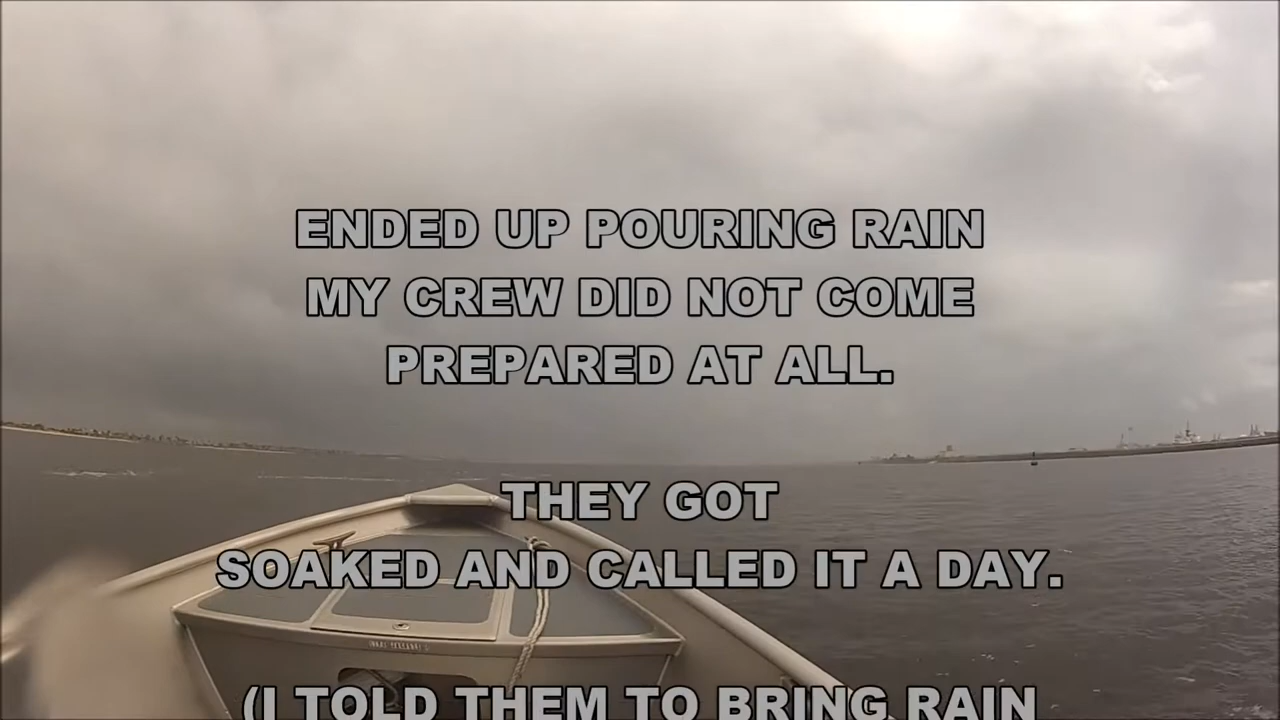 ENDED UP POURING RAIN
MY CREW DID NOT COME
PREPARED AT ALL.
THEY GOT
SOAKED AND CALLED IT A DAY.
(I TOLD THEM TO BRING RAIN